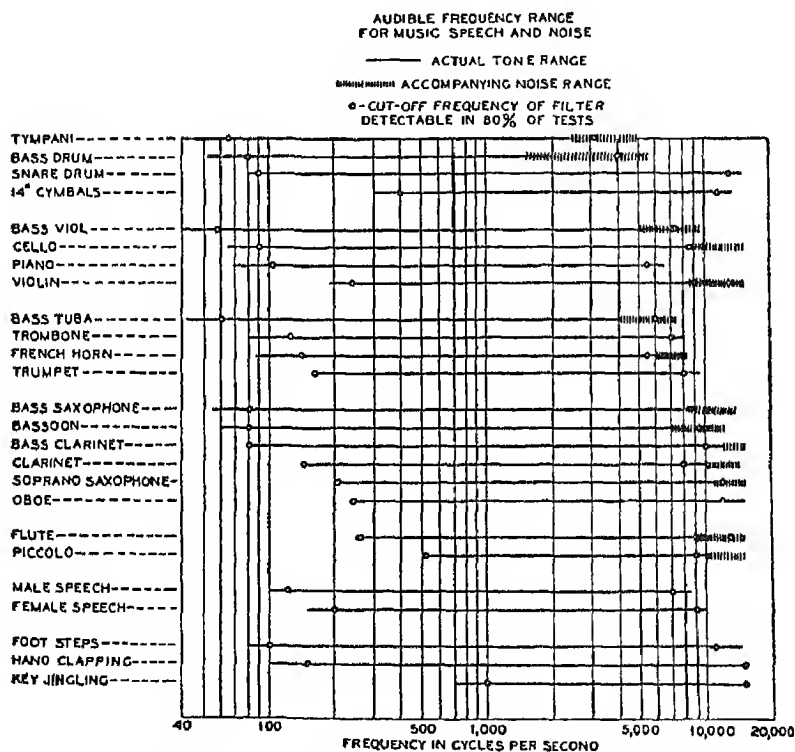 AUDIBLE FREQUENCY RANGE
FOR MUSIC SPEECH AND NOISE
ACTUAL TONE RANGE
ACCOMPANYING NOISE RANGE
o-CUT-OFF FREQUENCY OF FILTER
DETECTABLE IN 80% OF TESTS
TYMPANI
BASS DRUM
SNARE DRUM
14" CYMBALS
BASS VIOL
CELLO
PIANO
VIOLIN
BASS TUBA
TROMBONE
FRENCH HORN
TRUMPET
BASS SAXOPHONE
BASSOON
BASS CLARINET
CLARINET
SOPRANO SAXOPHONE
OBOE
FLUTE
PICCOLO
MALE SPEECH
FEMALE SPEECH
FOOT STEPS
HAND CLAPPING
KEY JINGLING
40 100 500 1,000 5,000 10,000 20,000
FREQUENCY IN CYCLES PER SECOND